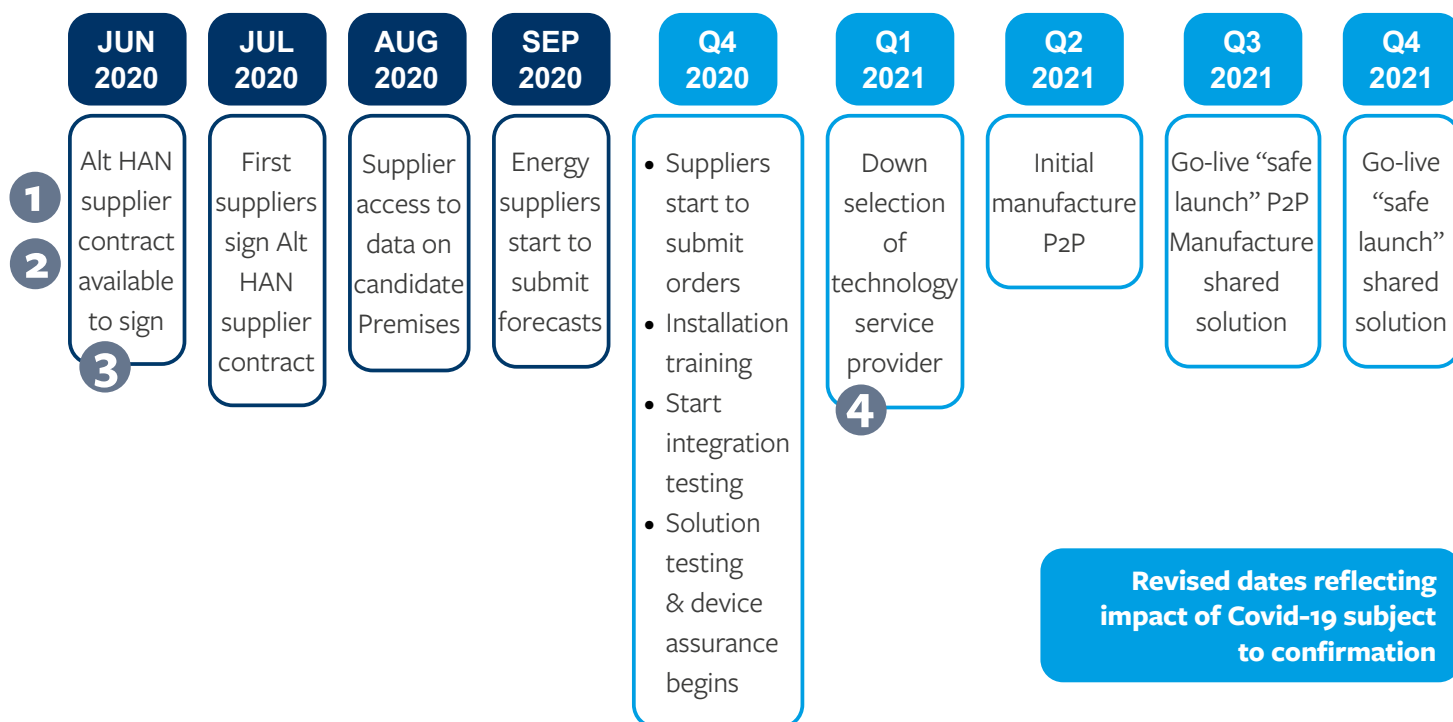 JUN
2020
JUL
2020
AUG
2020
SEP
2020
Q4
2020
Q1
2021
Q2
2021
Q3
2021
Q4
2021
1
2
Alt HAN
supplier
contract
available
to sign
3
First
suppliers
sign Alt
HAN
supplier
contract
Supplier
access to
data on
candidate
Premises
Energy
suppliers
start to
submit
forecasts
• Suppliers
start to
submit
orders
• Installation
training
• Start
integration
testing
• Solution
testing
& device
assurance
begins
Down
selection
of
technology
service
provider
4
Initial
manufacture
P2P
Go-live “safe
launch” P2P
Manufacture
shared
solution
Go-live
“safe
launch”
shared
solution
Revised dates reflecting
impact of Covid-19 subject
to confirmation